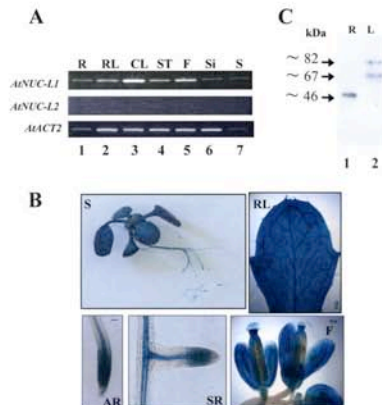 A
R RL CL ST F Si S
AtNUC-L1
AtNUC-L2
AtACT2
1 2 3 4 5 6 7
C
kDa R L
~ 82
~ 67
~ 46
1 2
B
S
RL
AR
SR
F